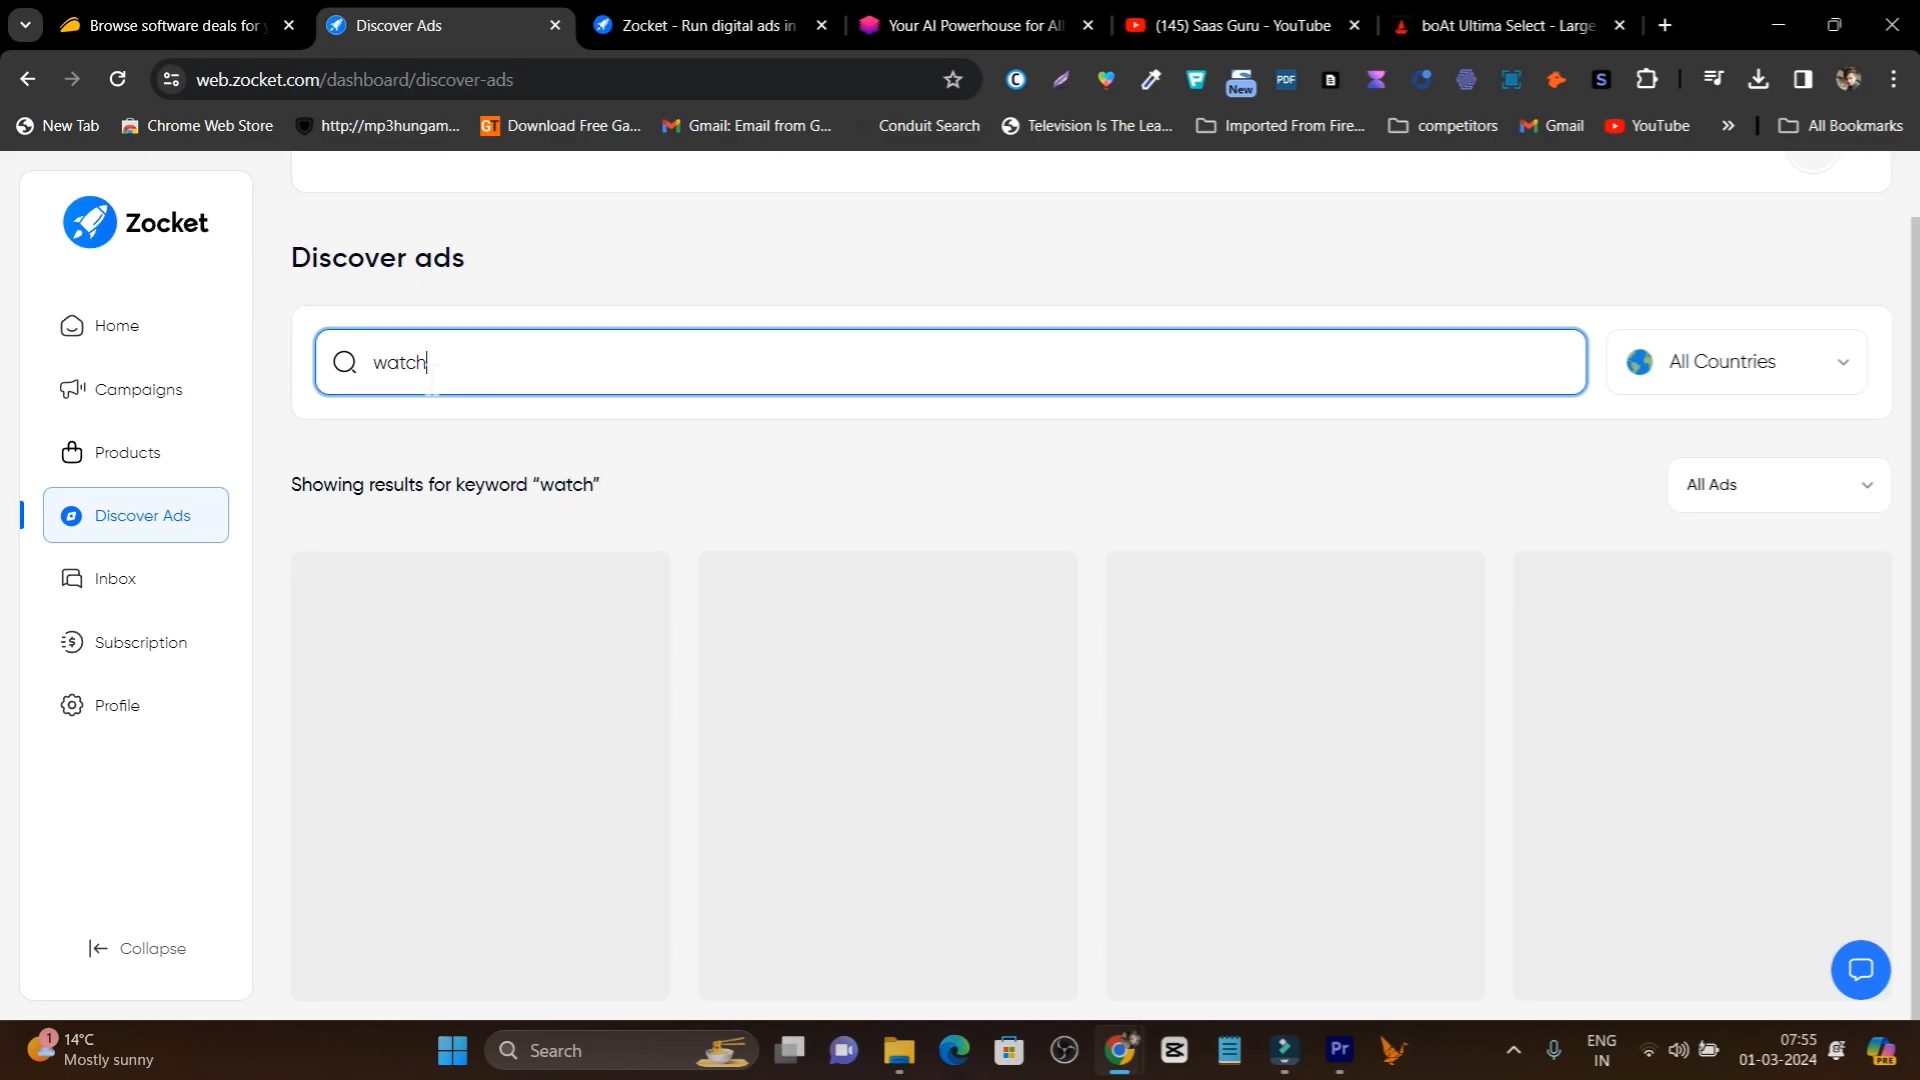 Browse software deals for y
Discover Ads
Zocket - Run digital ads in
Your AI Powerhouse for All
(145) Saas Guru - YouTube
boAt Ultima Select - Large
web.zocket.com/dashboard/discover-ads
New
PDF
S
New Tab
Chrome Web Store
http://mp3hungam...
GT
Download Free Ga...
Gmail: Email from G...
Conduit Search
Television Is The Lea...
Imported From Fire...
competitors
Gmail
YouTube
»
All Bookmarks
Zocket
Home
Campaigns
Products
Discover Ads
Inbox
Subscription
Profile
Collapse
Discover ads
watch
All Countries
Showing results for keyword “watch”
All Ads
1
14°C
Mostly sunny
Search
Pr
ENG
IN
07:55
01-03-2024
PRE